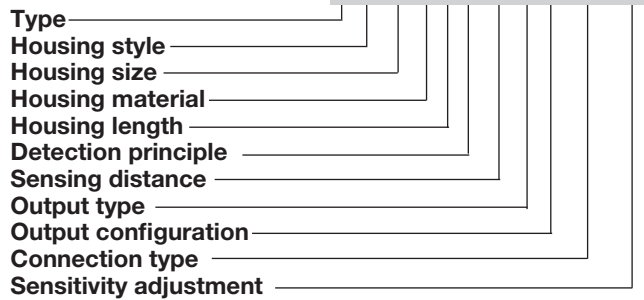 Type
Housing style
Housing size
Housing material
Housing length
Detection principle
Sensing distance
Output type
Output configuration
Connection type
Sensitivity adjustment